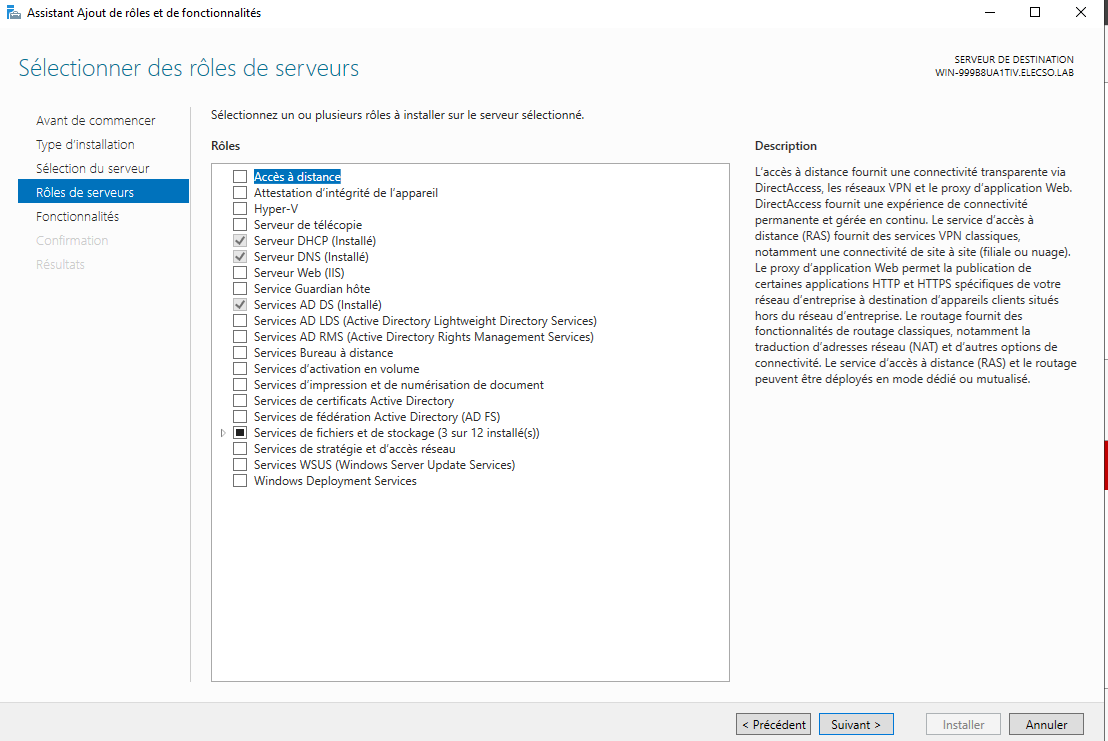 Assistant Ajout de rôles et de fonctionnalités
Sélectionner des rôles de serveurs
SERVEUR DE DESTINATION
WIN-999B8UA1TIV.ELECSO.LAB
Avant de commencer
Type d'installation
Sélection du serveur
Rôles de serveurs
Fonctionnalités
Confirmation
Résultats
Sélectionnez un ou plusieurs rôles à installer sur le serveur sélectionné.
Rôles
Accès à distance
Attestation d'intégrité de l'appareil
Hyper-V
Serveur de télécopie
Serveur DHCP (Installé)
Serveur DNS (Installé)
Serveur Web (IIS)
Service Guardian hôte
Services AD DS (Installé)
Services AD LDS (Active Directory Lightweight Directory Services)
Services AD RMS (Active Directory Rights Management Services)
Services Bureau à distance
Services d'activation en volume
Services d'impression et de numérisation de document
Services de certificats Active Directory
Services de fédération Active Directory (AD FS)
Services de fichiers et de stockage (3 sur 12 installé(s))
Services de stratégie et d'accès réseau
Services WSUS (Windows Server Update Services)
Windows Deployment Services
Description
L'accès à distance fournit une connectivité transparente via
DirectAccess, les réseaux VPN et le proxy d'application Web.
DirectAccess fournit une expérience de connectivité
permanente et gérée en continu. Le service d'accès à
distance (RAS) fournit des services VPN classiques,
notamment une connectivité de site à site (filiale ou nuage).
Le proxy d'application Web permet la publication de
certaines applications HTTP et HTTPS spécifiques de votre
réseau d'entreprise à destination d'appareils clients situés
hors du réseau d'entreprise. Le routage fournit des
fonctionnalités de routage classiques, notamment la
traduction d'adresses réseau (NAT) et d'autres options de
connectivité. Le service d'accès à distance (RAS) et le routage
peuvent être déployés en mode dédié ou mutualisé.
< Précédent
Suivant >
Installer
Annuler